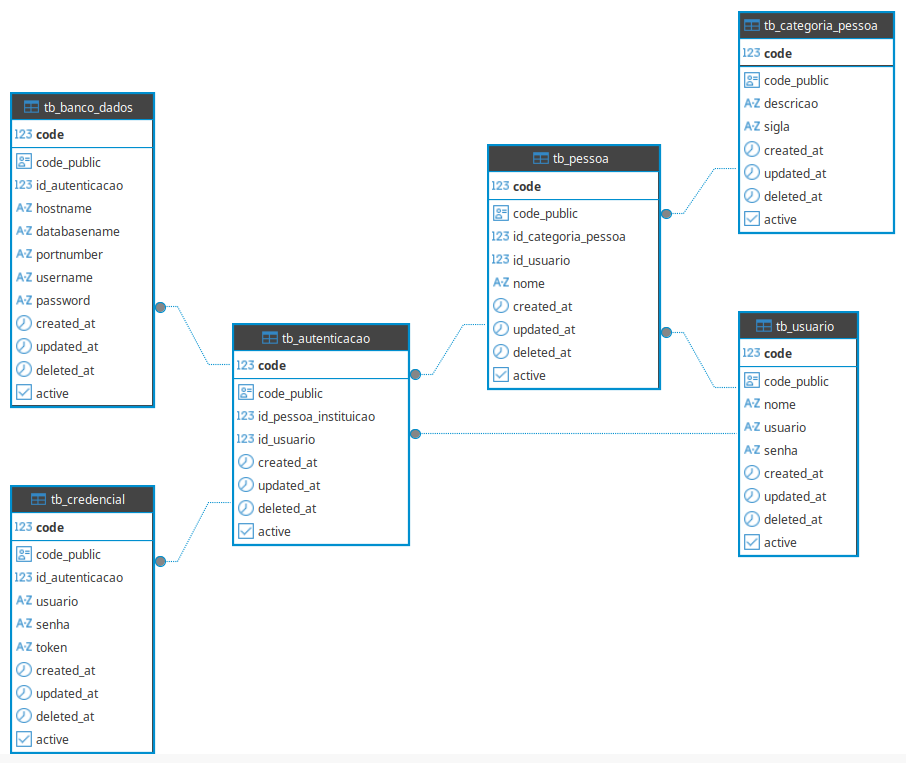 tb_banco_dados
123 code
code_public
123 id_autenticacao
A-Z hostname
A-Z databasename
A-Z portnumber
A-Z username
A-Z password
created_at
updated_at
deleted_at
active
tb_credencial
123 code
code_public
123 id_autenticacao
A-Z usuario
A-Z senha
A-Z token
created_at
updated_at
deleted_at
active
tb_autenticacao
123 code
code_public
123 id_pessoa_instituicao
123 id_usuario
created_at
updated_at
deleted_at
active
tb_pessoa
123 code
code_public
123 id_categoria_pessoa
123 id_usuario
A-Z nome
created_at
updated_at
deleted_at
active
tb_categoria_pessoa
123 code
code_public
A-Z descricao
A-Z sigla
created_at
updated_at
deleted_at
active
tb_usuario
123 code
code_public
A-Z nome
A-Z usuario
A-Z senha
created_at
updated_at
deleted_at
active